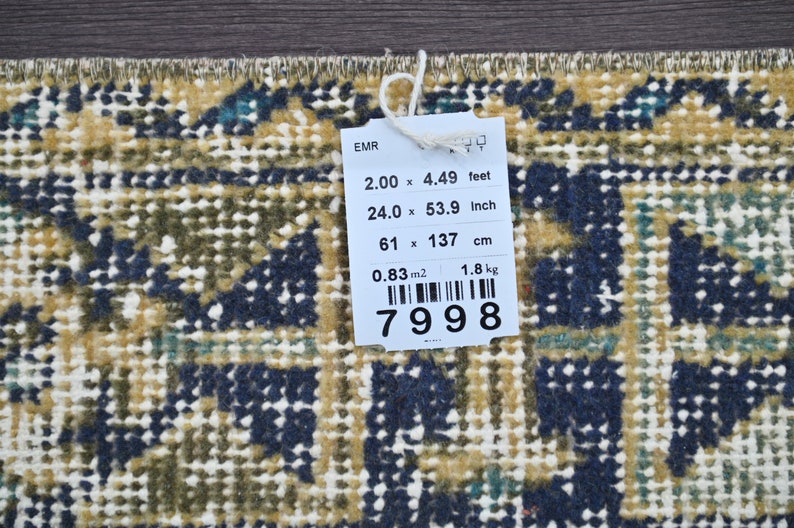 EMR
K F T
2.00 x 4.49 feet
24.0 x 53.9 Inch
61 x 137 cm
0.83 m2 1.8 kg
7998